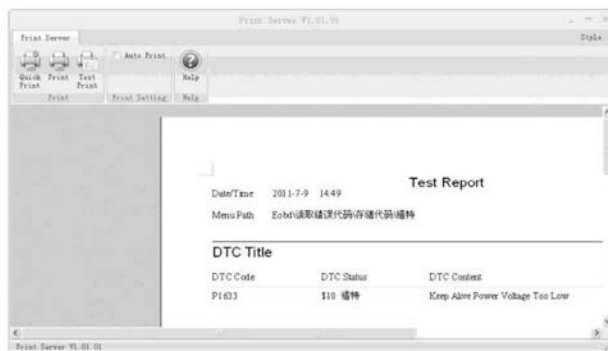 Print Server V1.01.01
Print Server
Style
Auto Print
Quick Print
Print
Test Print
Help
Print
Print Setting
Help
Test Report
Date/Time 2011-7-9 14:49
Menu Path Eobd\读取错误代码\存储代码\福特
DTC Title
DTC Code DTC Status DTC Content
P1633 $10 福特 Keep Alive Power Voltage Too Low
Print Server V1.01.01